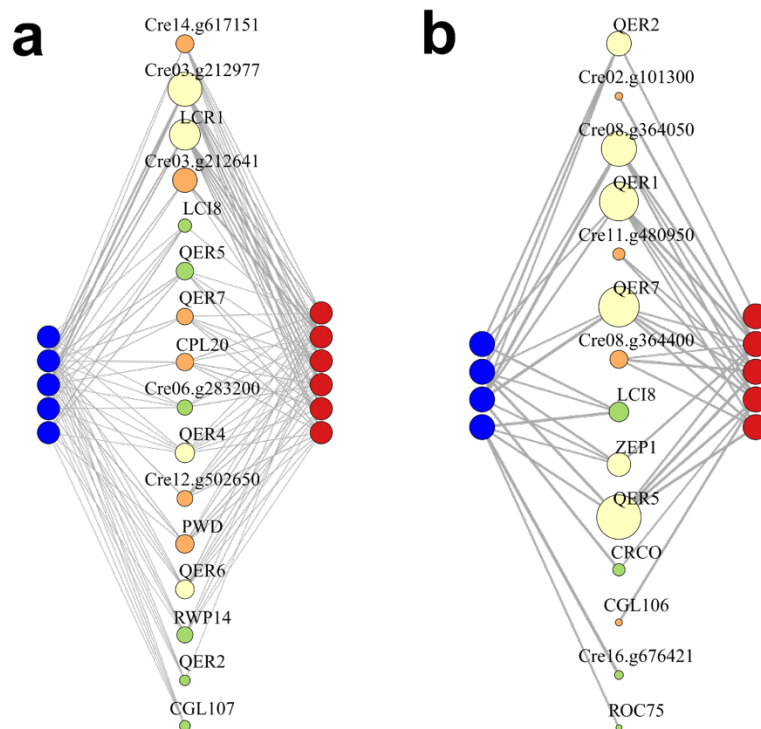 a
Cre14.g617151
Cre03.g212977
LCR1
Cre03.g212641
LCI8
QER5
QER7
CPL20
Cre06.g283200
QER4
Cre12.g502650
PWD
QER6
RWP14
QER2
CGL107
b
QER2
Cre02.g101300
Cre08.g364050
QER1
Cre11.g480950
QER7
Cre08.g364400
LCI8
ZEP1
QER5
CRCO
CGL106
Cre16.g676421
ROC75